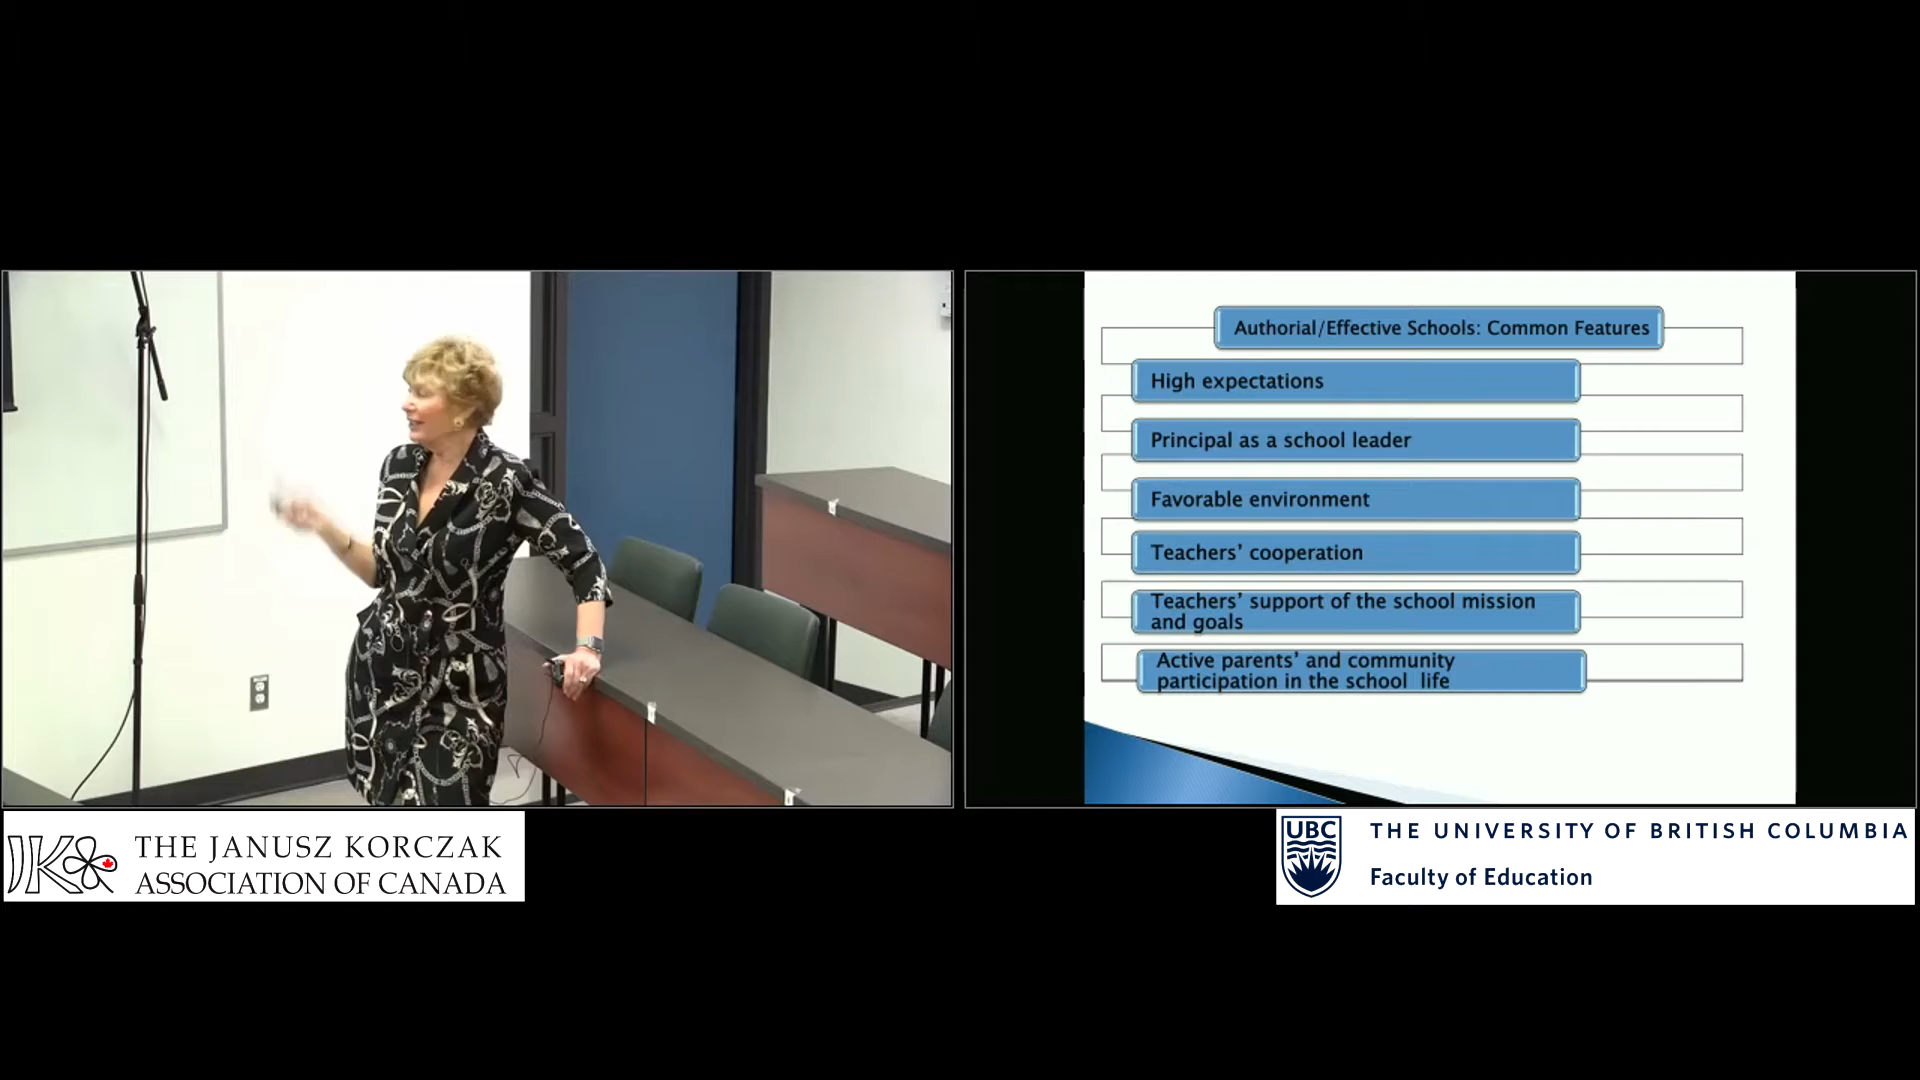 Authorial/Effective Schools: Common Features
High expectations
Principal as a school leader
Favorable environment
Teachers' cooperation
Teachers' support of the school mission
and goals
Active parents' and community
participation in the school life
JK
THE JANUSZ KORCZAK
ASSOCIATION OF CANADA
UBC
THE UNIVERSITY OF BRITISH COLUMBIA
Faculty of Education